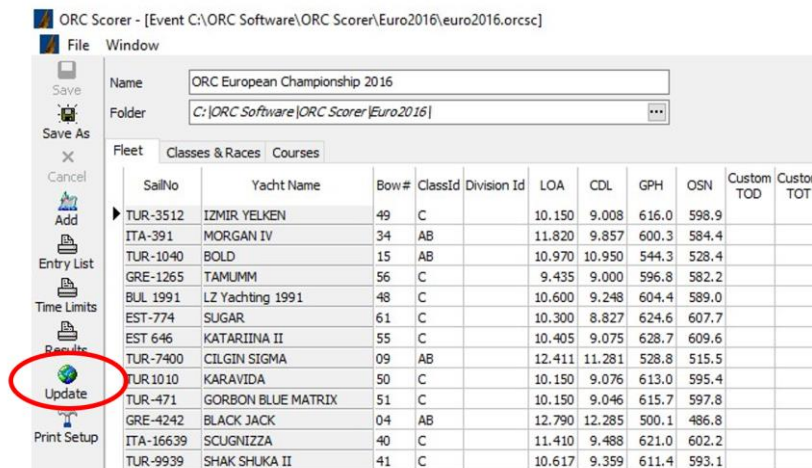 ORC Scorer - [Event C:\ORC Software\ORC Scorer\Euro2016\euro2016.orcsc]
File Window
Save
Save As
Cancel
Add
Entry List
Time Limits
Results
Update
Print Setup
Name ORC European Championship 2016
Folder C:\ORC Software\ORC Scorer\Euro2016\ ...
Fleet Classes & Races Courses
SailNo Yacht Name Bow# ClassId Division Id LOA CDL GPH OSN Custom TOD Custom TOT
TUR-3512 IZMIR YELKEN 49 C 10.150 9.008 616.0 598.9
ITA-391 MORGAN IV 34 AB 11.820 9.857 600.3 584.4
TUR-1040 BOLD 15 AB 10.970 10.950 544.3 528.4
GRE-1265 TAMUMM 56 C 9.435 9.000 596.8 582.2
BUL 1991 LZ Yachting 1991 48 C 10.600 9.248 604.4 589.0
EST-774 SUGAR 61 C 10.300 8.827 624.6 607.7
EST 646 KATARIINA II 55 C 10.405 9.075 628.7 609.6
TUR-7400 CILGIN SIGMA 09 AB 12.411 11.281 528.8 515.5
TUR1010 KARAVIDA 50 C 10.150 9.076 613.0 595.4
TUR-471 GORBON BLUE MATRIX 51 C 10.150 9.046 615.7 597.8
GRE-4242 BLACK JACK 04 AB 12.790 12.285 500.1 486.8
ITA-16639 SCUGNIZZA 40 C 11.410 9.488 621.0 602.2
TUR-9939 SHAK SHUKA II 41 C 10.617 9.359 611.4 593.1